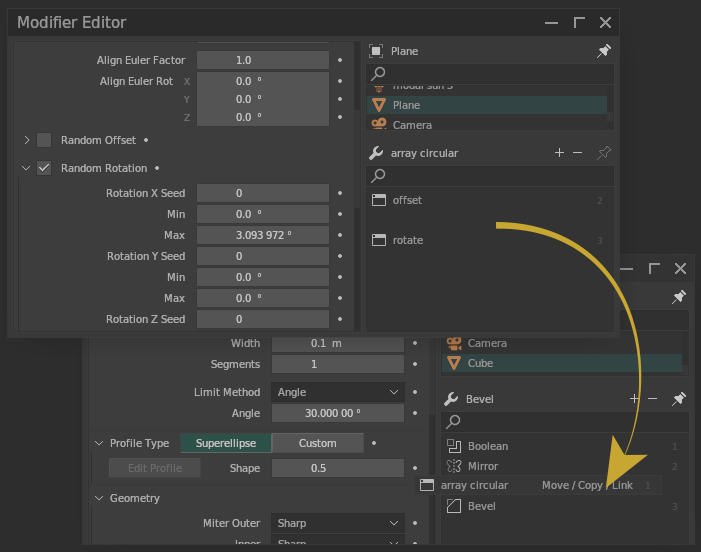 Modifier Editor
Align Euler Factor 1.0
Align Euler Rot X 0.0 °
Y 0.0 °
Z 0.0 °
Random Offset
Random Rotation
Rotation X Seed 0
Min 0.0 °
Max 3.093 972 °
Rotation Y Seed 0
Min 0.0 °
Max 0.0 °
Rotation Z Seed 0
Plane
Plane
Camera
array circular
offset 2
rotate 3
Width 0.1 m
Segments 1
Limit Method Angle
Angle 30.000 00 °
Profile Type Superellipse Custom
Edit Profile Shape 0.5
Geometry
Miter Outer Sharp
Inner Sharp
Camera
Cube
Bevel
Boolean 1
Mirror 2
array circular Move / Copy / Link 1
Bevel 3